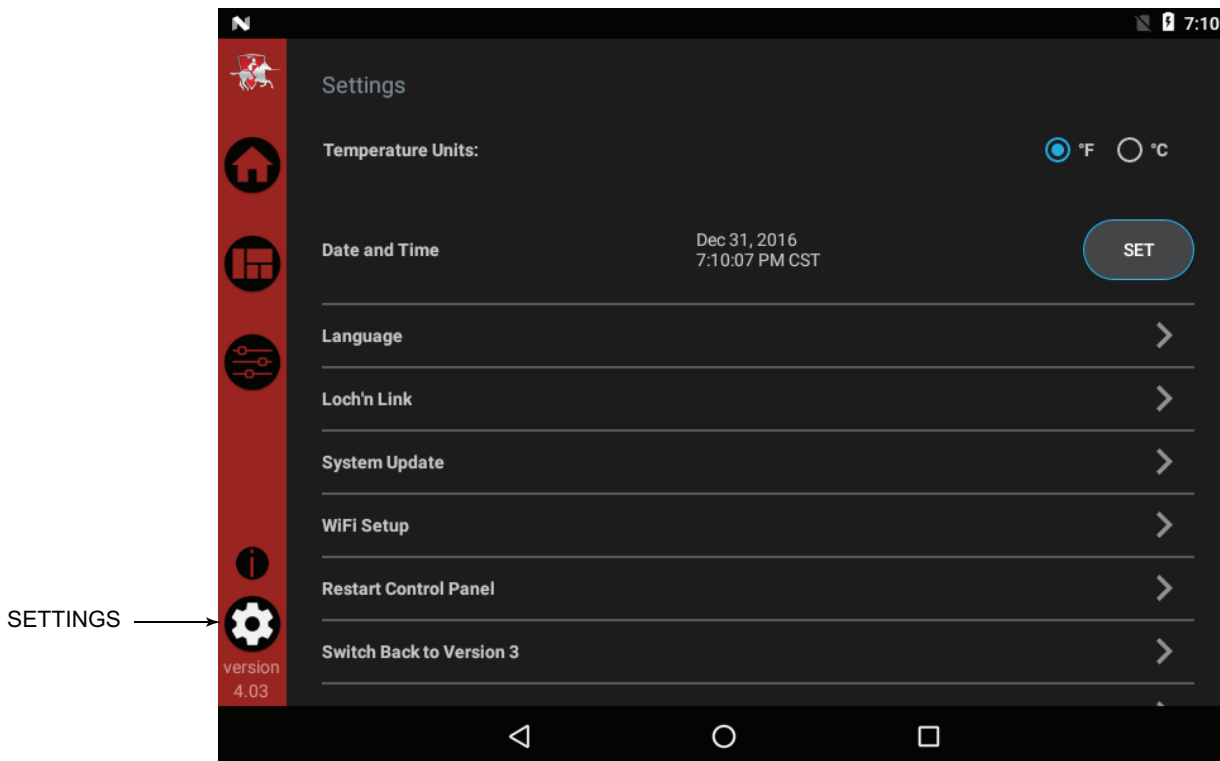 7:10
Settings
Temperature Units:
°F
°C
Date and Time
Dec 31, 2016
7:10:07 PM CST
SET
Language
Loch'n Link
System Update
WiFi Setup
Restart Control Panel
SETTINGS
Switch Back to Version 3
version
4.03